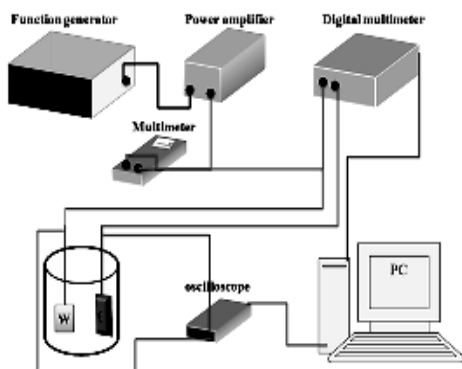 Function generator
Power amplifier
Digital multimeter
Multimeter
W
oscilloscope
PC